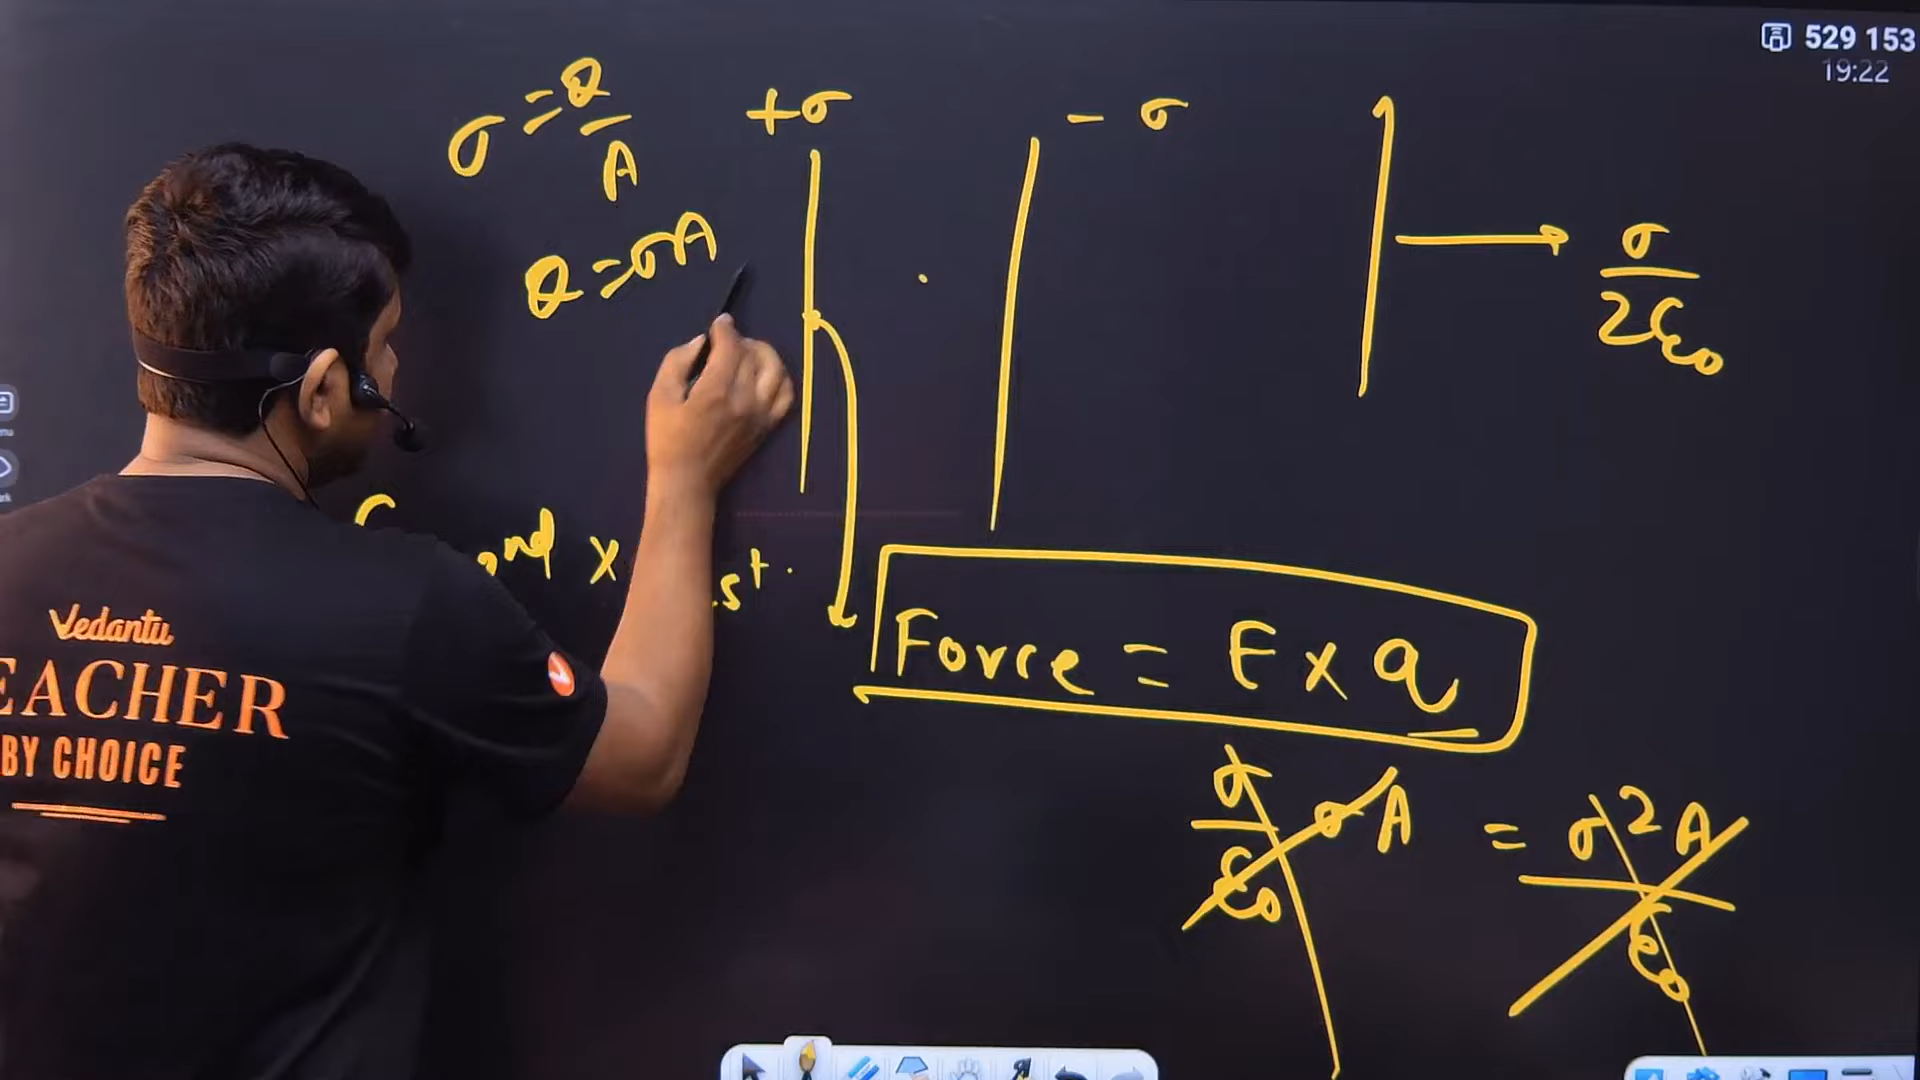 529 153
19:22
σ = Q/A
+σ
- σ
Q = σA
σ/2ε₀
x
Force = E x q
σ/ε₀ σA = σ²A/ε₀
Vedantu
EACHER
BY CHOICE